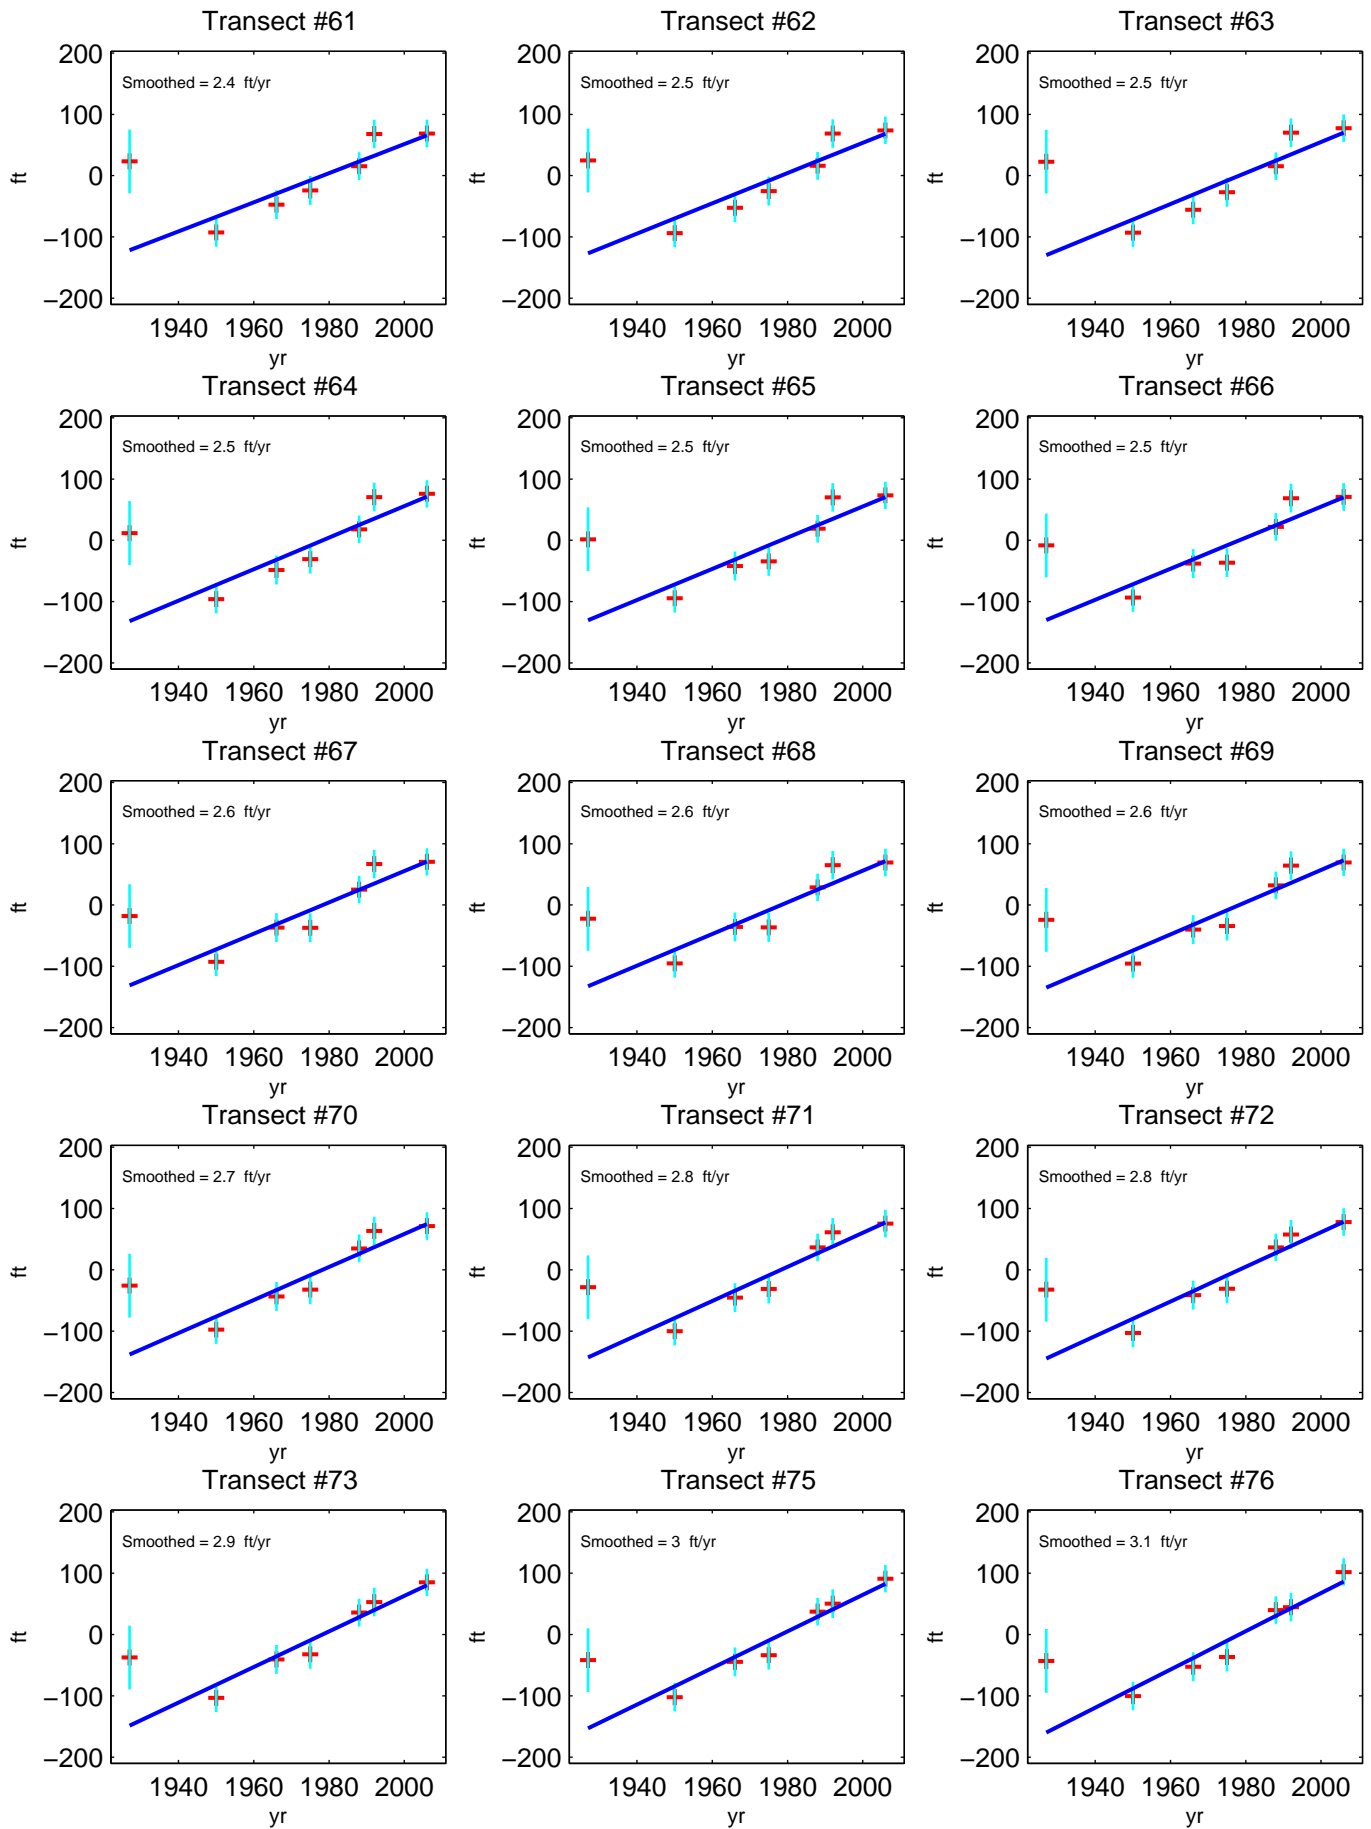 Transect #61 Transect #62 Transect #63
200 200 200
Smoothed = 2.4 ft/yr Smoothed = 2.5 ft/yr Smoothed = 2.5 ft/yr
100 100 100
ft 0 ft 0 ft 0
−100 −100 −100
−200 −200 −200
1940 1960 1980 2000 1940 1960 1980 2000 1940 1960 1980 2000
yr yr yr
Transect #64 Transect #65 Transect #66
200 200 200
Smoothed = 2.5 ft/yr Smoothed = 2.5 ft/yr Smoothed = 2.5 ft/yr
100 100 100
ft 0 ft 0 ft 0
−100 −100 −100
−200 −200 −200
1940 1960 1980 2000 1940 1960 1980 2000 1940 1960 1980 2000
yr yr yr
Transect #67 Transect #68 Transect #69
200 200 200
Smoothed = 2.6 ft/yr Smoothed = 2.6 ft/yr Smoothed = 2.6 ft/yr
100 100 100
ft 0 ft 0 ft 0
−100 −100 −100
−200 −200 −200
1940 1960 1980 2000 1940 1960 1980 2000 1940 1960 1980 2000
yr yr yr
Transect #70 Transect #71 Transect #72
200 200 200
Smoothed = 2.7 ft/yr Smoothed = 2.8 ft/yr Smoothed = 2.8 ft/yr
100 100 100
ft 0 ft 0 ft 0
−100 −100 −100
−200 −200 −200
1940 1960 1980 2000 1940 1960 1980 2000 1940 1960 1980 2000
yr yr yr
Transect #73 Transect #75 Transect #76
200 200 200
Smoothed = 2.9 ft/yr Smoothed = 3 ft/yr Smoothed = 3.1 ft/yr
100 100 100
ft 0 ft 0 ft 0
−100 −100 −100
−200 −200 −200
1940 1960 1980 2000 1940 1960 1980 2000 1940 1960 1980 2000
yr yr yr